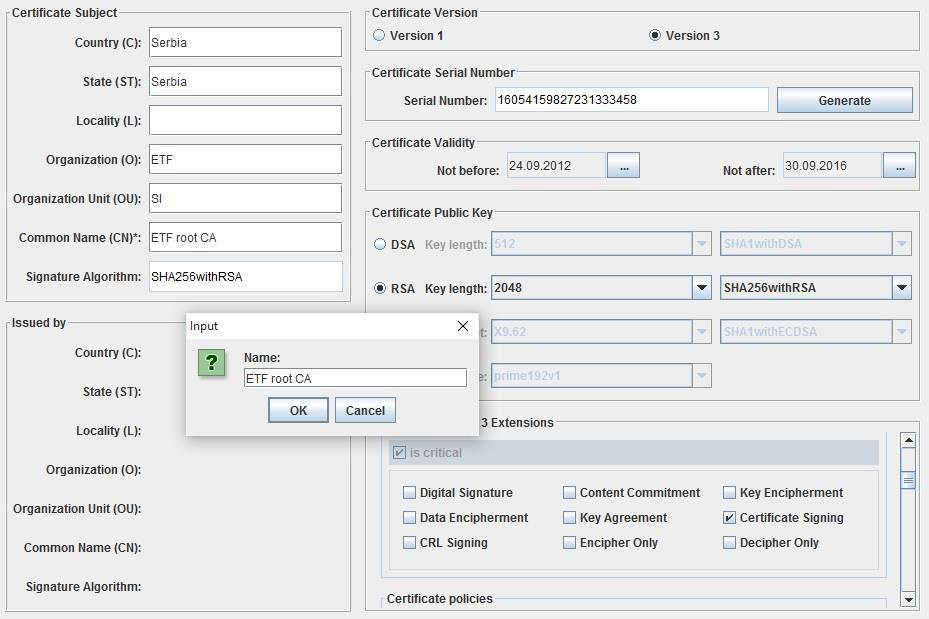 Certificate Subject
Country (C): Serbia
State (ST): Serbia
Locality (L):
Organization (O): ETF
Organization Unit (OU): SI
Common Name (CN)*: ETF root CA
Signature Algorithm: SHA256withRSA
Issued by
Country (C):
State (ST):
Locality (L):
Organization (O):
Organization Unit (OU):
Common Name (CN):
Signature Algorithm:
Input
?
Name:
ETF root CA
OK Cancel
Certificate Version
Version 1 Version 3
Certificate Serial Number
Serial Number: 16054159827231333458 Generate
Certificate Validity
Not before: 24.09.2012 ... Not after: 30.09.2016 ...
Certificate Public Key
DSA Key length: 512 SHA1withDSA
RSA Key length: 2048 SHA256withRSA
t: X9.62 SHA1withECDSA
e: prime192v1
3 Extensions
is critical
Digital Signature Content Commitment Key Encipherment
Data Encipherment Key Agreement Certificate Signing
CRL Signing Encipher Only Decipher Only
Certificate policies